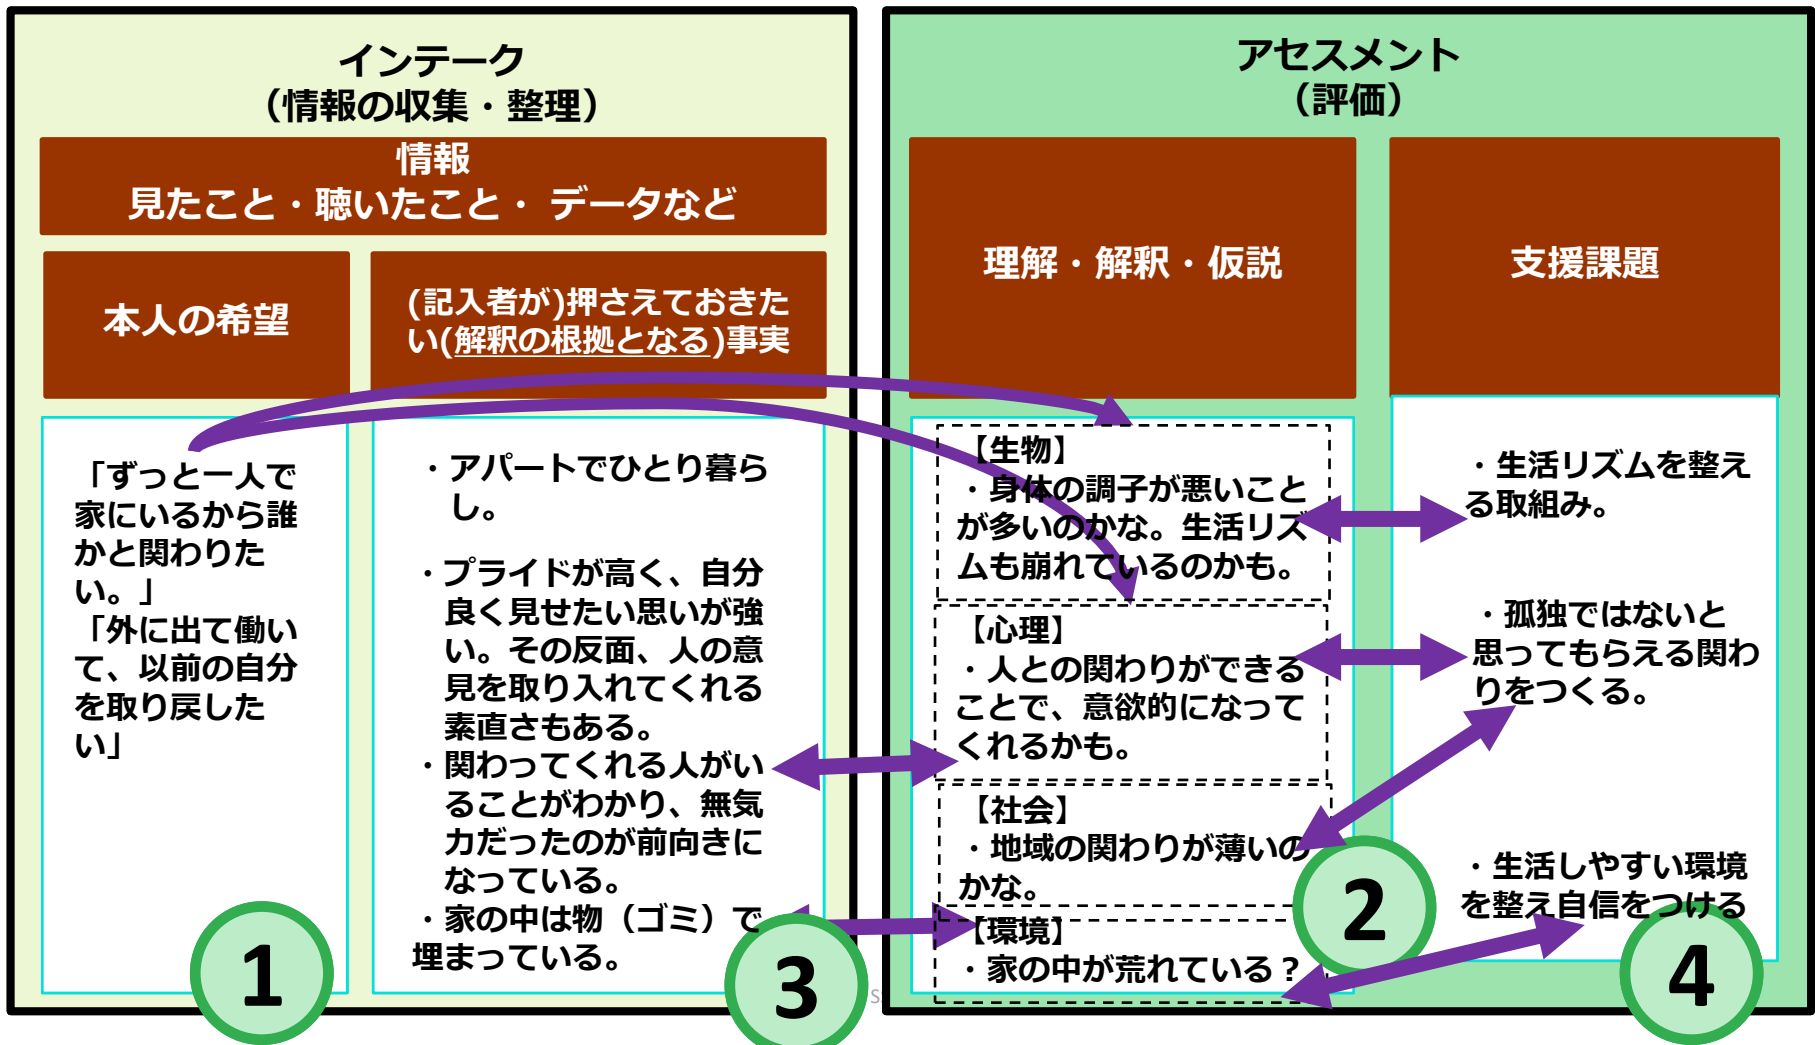 インテーク
（情報の収集・整理）
情報
見たこと・聴いたこと・ データなど
本人の希望
(記入者が)押さえておきた
い(解釈の根拠となる)事実
「ずっと一人で
家にいるから誰
かと関わりた
い。」
「外に出て働い
て、以前の自分
を取り戻した
い」
・アパートでひとり暮ら
し。
・プライドが高く、自分
良く見せたい思いが強
い。その反面、人の意
見を取り入れてくれる
素直さもある。
・関わってくれる人がい
ることがわかり、無気
力だったのが前向きに
なっている。
・家の中は物（ゴミ）で
埋まっている。
1
3
アセスメント
（評価）
理解・解釈・仮説
支援課題
【生物】
・身体の調子が悪いこと
が多いのかな。生活リズ
ムも崩れているのかも。
【心理】
・人との関わりができる
ことで、意欲的になって
くれるかも。
【社会】
・地域の関わりが薄いの
かな。
【環境】
・家の中が荒れている？
2
・生活リズムを整え
る取組み。
・孤独ではないと
思ってもらえる関わ
りをつくる。
・生活しやすい環境
を整え自信をつける
4